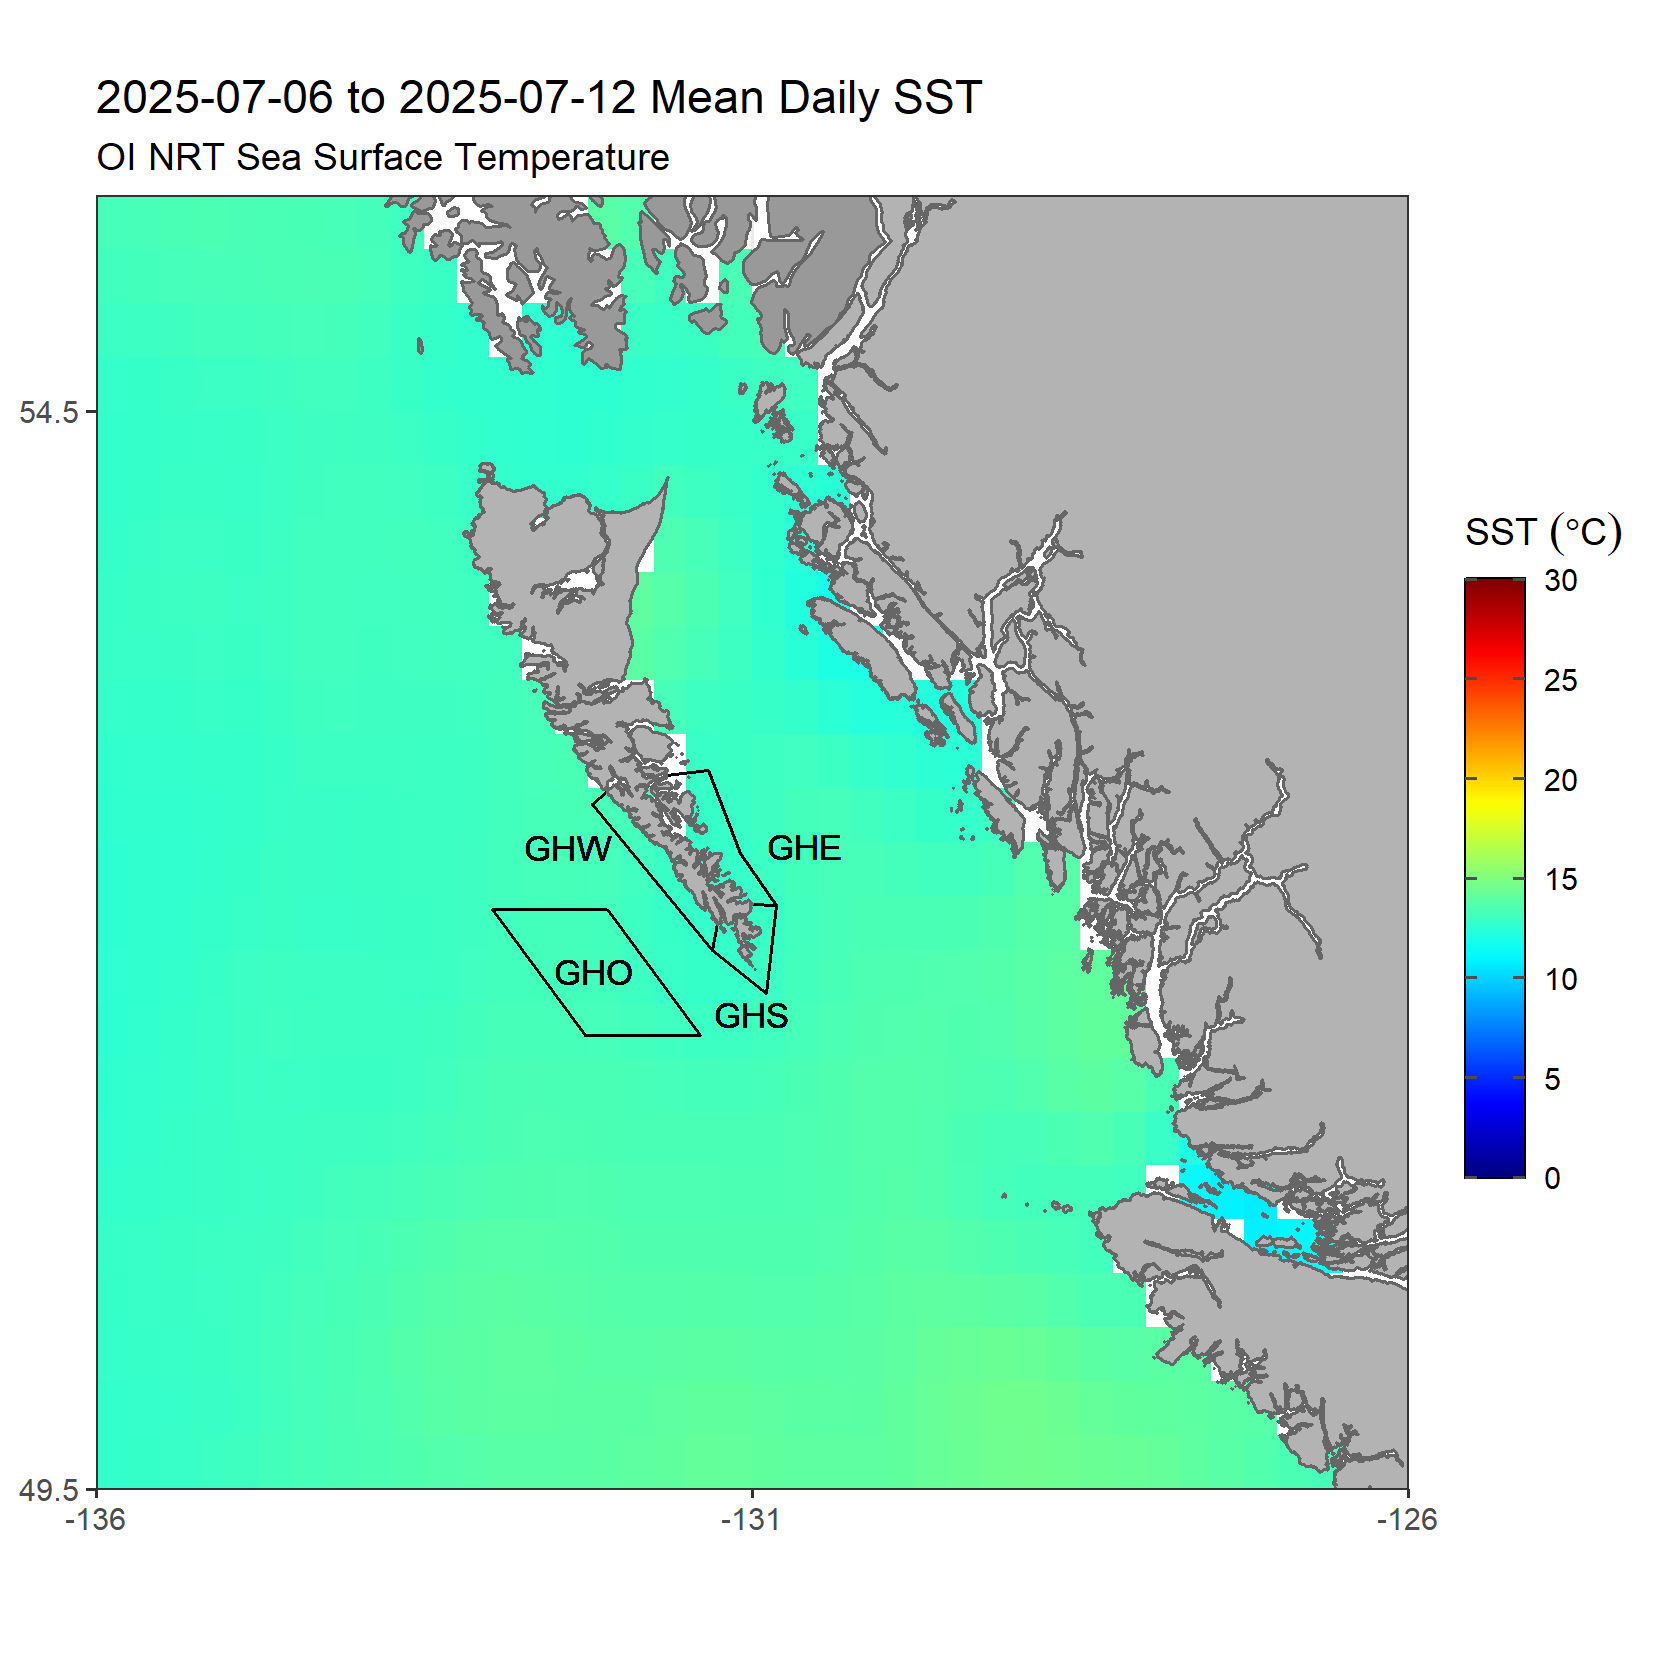 2025-07-06 to 2025-07-12 Mean Daily SST
OI NRT Sea Surface Temperature
54.5
49.5
-136
-131
-126
GHW
GHE
GHO
GHS
SST (°C)
30
25
20
15
10
5
0